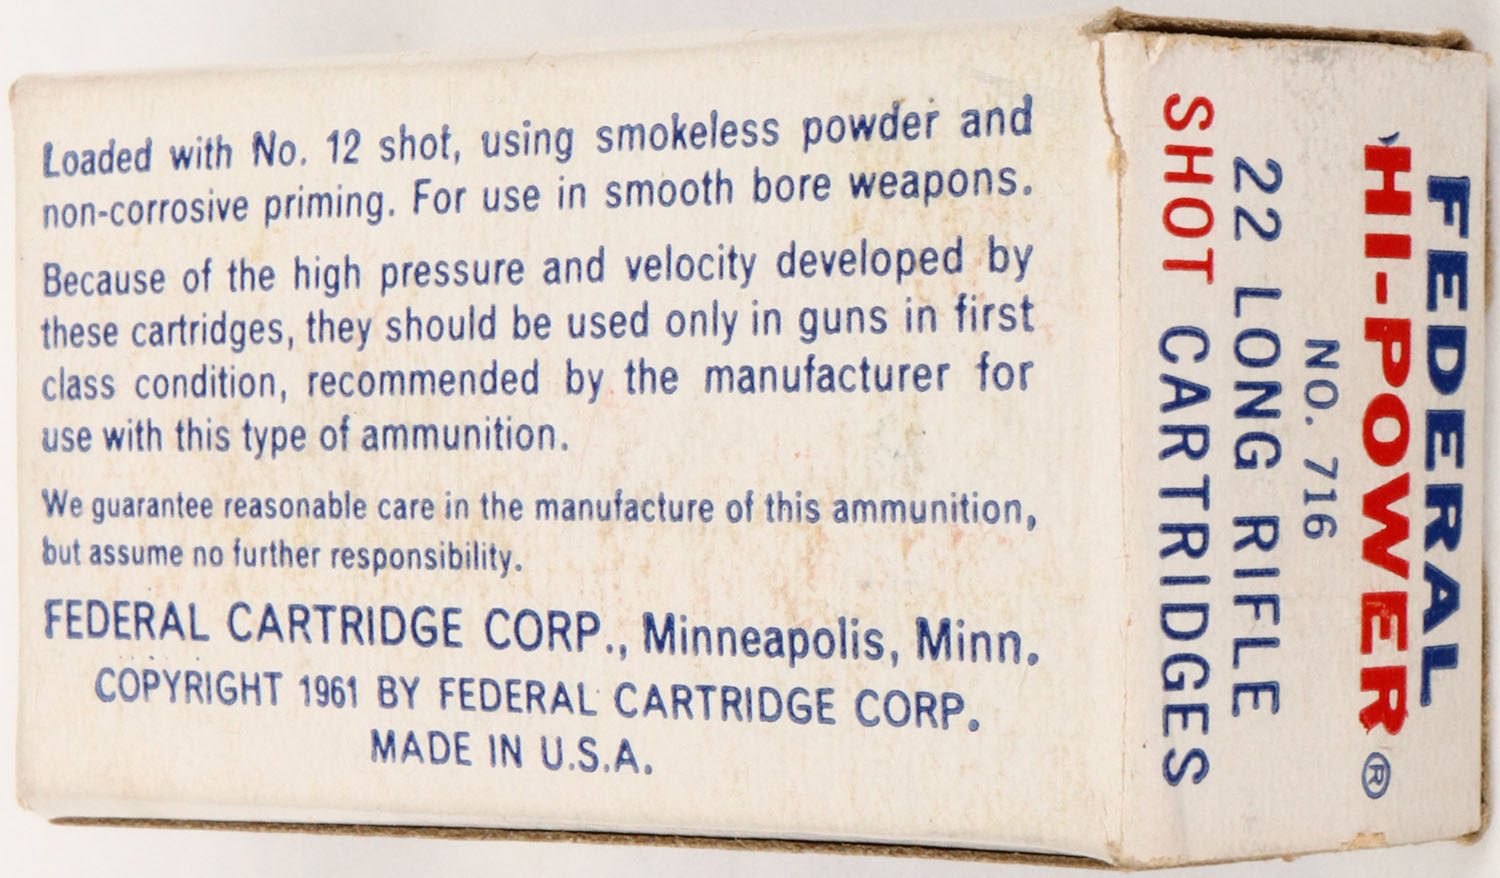 Loaded with No. 12 shot, using smokeless powder and
non-corrosive priming. For use in smooth bore weapons.
Because of the high pressure and velocity developed by
these cartridges, they should be used only in guns in first
class condition, recommended by the manufacturer for
use with this type of ammunition.
We guarantee reasonable care in the manufacture of this ammunition,
but assume no further responsibility.
FEDERAL CARTRIDGE CORP., Minneapolis, Minn.
COPYRIGHT 1961 BY FEDERAL CARTRIDGE CORP.
MADE IN U.S.A.
FEDERAL
HI-POWER®
NO. 716
22 LONG RIFLE
SHOT CARTRIDGES